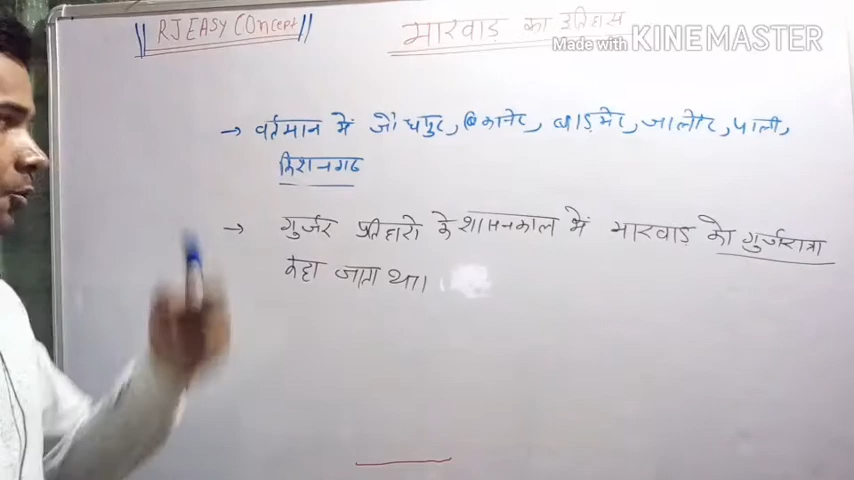 RJ EASY CONCEPT
मारवाड़ का इतिहास
Made with KINEMASTER
→ वर्तमान में जोधपुर, बिकानेर, बाड़मेर, जालौर, पाली,
किशनगढ
→ गुर्जर प्रतिहारो के शासनकाल में मारवाड़ को गुर्जरात्रा
कहा जाता था।